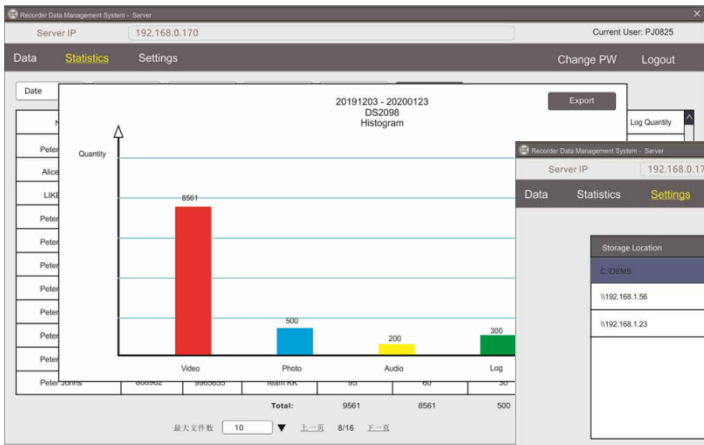 Recorder Data Management System - Server
Server IP 192.168.0.170 Current User: PJ0825
Data Statistics Settings Change PW Logout
Date
20191203 - 20200123
DS2098
Histogram
Export
Log Quantity
Quantity
Peter
Alice
LIKE
Peter
Peter
Peter
Peter
Peter
Peter
Peter
8561
500
200
300
Video Photo Audio Log
Peter Johns 95 60 30
Total: 9561 8561 500
最大文件数 10 上一页 8/16 下一页
Recorder Data Management System - Server
Server IP 192.168.0.17
Data Statistics Settings
Storage Location
C:\DEMS
\\192.168.1.56
\\192.168.1.23